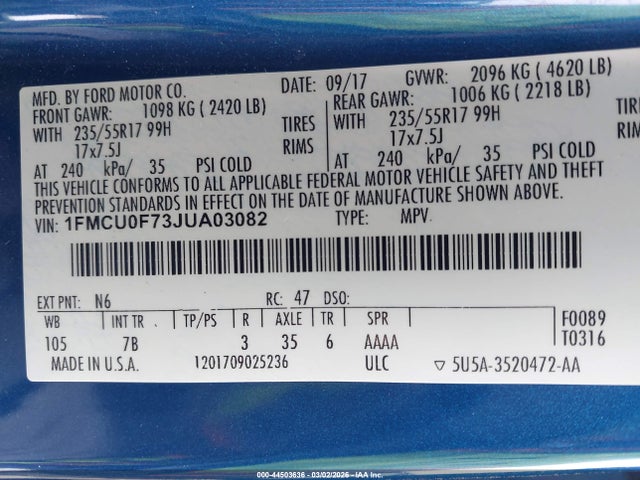 MFD. BY FORD MOTOR CO. DATE: 09/17 GVWR: 2096 KG ( 4620 LB)
FRONT GAWR: 1098 KG ( 2420 LB) REAR GAWR: 1006 KG ( 2218 LB)
WITH 235/55R17 99H TIRES WITH 235/55R17 99H TIRE
17x7.5J RIMS 17x7.5J RIM
AT 240 kPa/ 35 PSI COLD AT 240 kPa/ 35 PSI COLD
THIS VEHICLE CONFORMS TO ALL APPLICABLE FEDERAL MOTOR VEHICLE SAFETY AND THEFT
PREVENTION STANDARDS IN EFFECT ON THE DATE OF MANUFACTURE SHOWN ABOVE.
VIN: 1FMCU0F73JUA03082 TYPE: MPV
EXT PNT: N6 RC: 47 DSO:
WB INT TR TP/PS R AXLE TR SPR F0089
105 7B 3 35 6 AAAA T0316
MADE IN U.S.A. 1201709025236 ULC ▽ 5U5A-3520472-AA
000-44503636 - 03/02/2026 - IAA Inc.